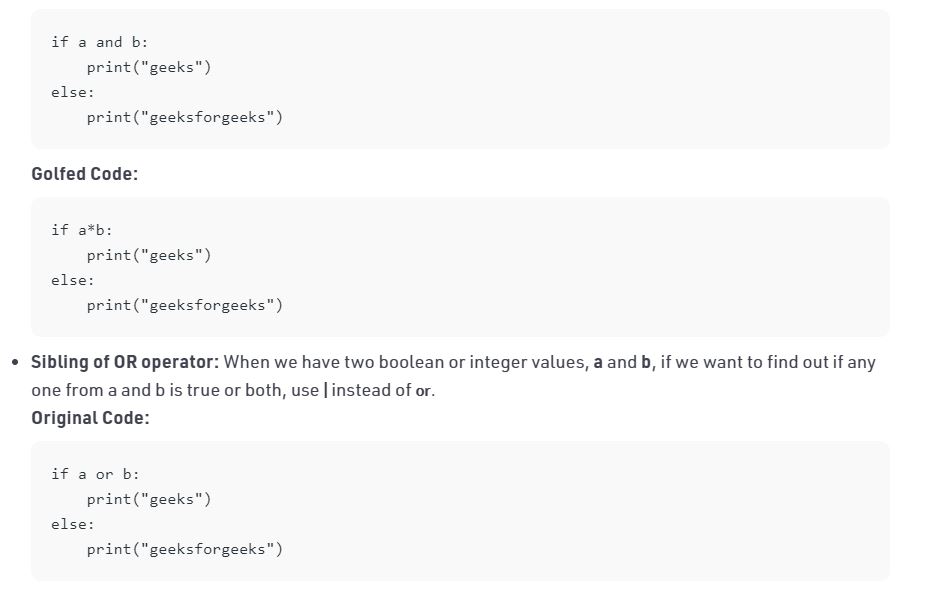 if a and b:
    print("geeks")
else:
    print("geeksforgeeks")
Golfed Code:
if a*b:
    print("geeks")
else:
    print("geeksforgeeks")
• Sibling of OR operator: When we have two boolean or integer values, a and b, if we want to find out if any
one from a and b is true or both, use | instead of or.
Original Code:
if a or b:
    print("geeks")
else:
    print("geeksforgeeks")